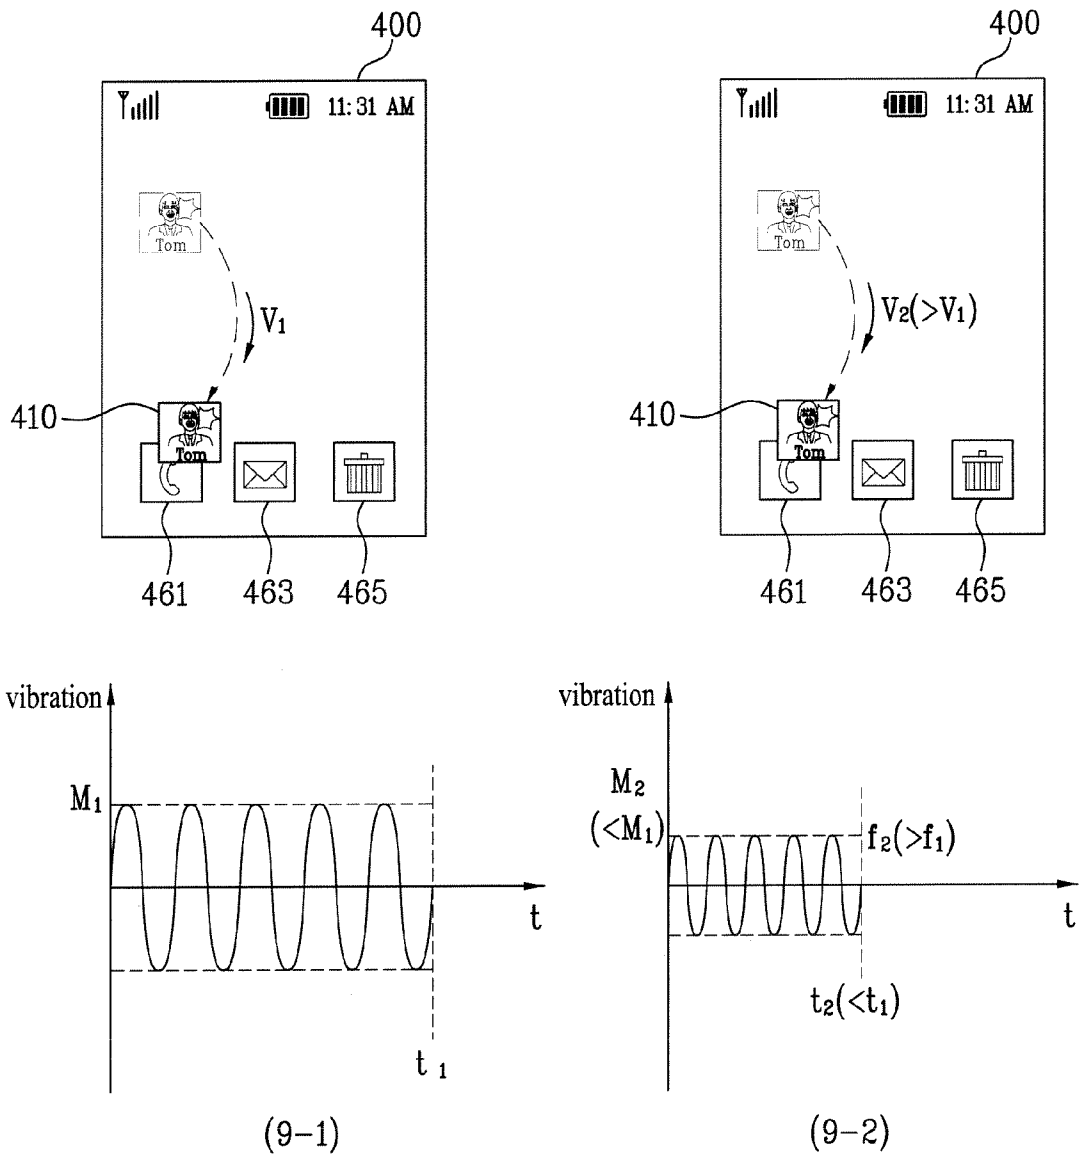 400
11:31 AM
Tom
V1
410
Tom
461
463
465
400
11:31 AM
Tom
V2(>V1)
410
Tom
461
463
465
vibration
M1
t
t1
(9-1)
vibration
M2
(<M1)
f2(>f1)
t
t2(<t1)
(9-2)